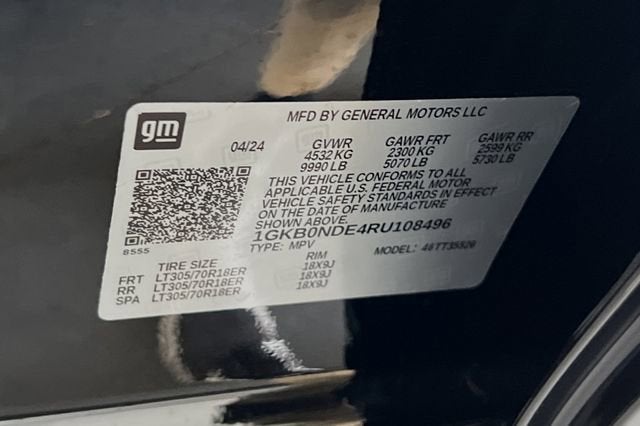 gm
MFD BY GENERAL MOTORS LLC
04/24 GVWR GAWR FRT GAWR RR
4532 KG 2300 KG 2599 KG
9990 LB 5070 LB 5730 LB
THIS VEHICLE CONFORMS TO ALL
APPLICABLE U.S. FEDERAL MOTOR
VEHICLE SAFETY STANDARDS IN EFFECT
ON THE DATE OF MANUFACTURE
SHOWN ABOVE.
8555
1GKB0NDE4RU108496
TYPE: MPV MODEL: 48TT35526
TIRE SIZE RIM
FRT LT305/70R18ER 18X9J
RR LT305/70R18ER 18X9J
SPA LT305/70R18ER 18X9J